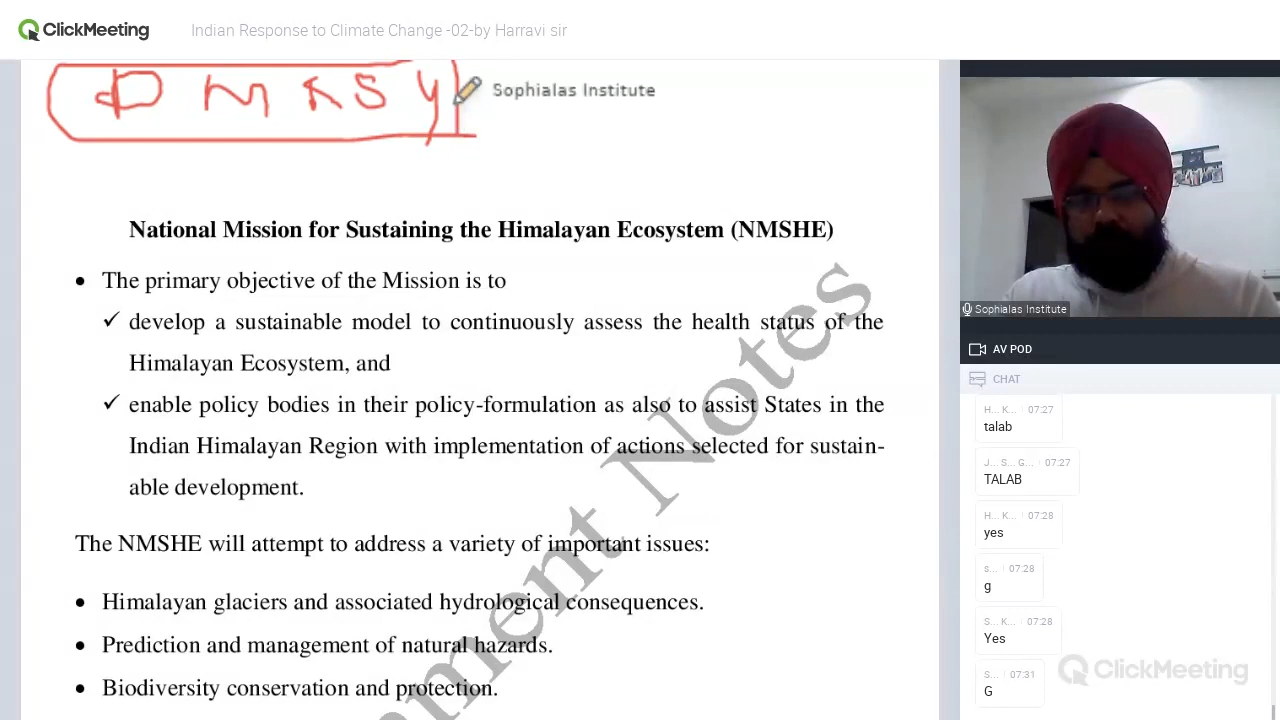 ClickMeeting
Indian Response to Climate Change -02-by Harravi sir
P M K S Y
Sophialas Institute
National Mission for Sustaining the Himalayan Ecosystem (NMSHE)
• The primary objective of the Mission is to
✓ develop a sustainable model to continuously assess the health status of the
Himalayan Ecosystem, and
✓ enable policy bodies in their policy-formulation as also to assist States in the
Indian Himalayan Region with implementation of actions selected for sustain-
able development.
The NMSHE will attempt to address a variety of important issues:
• Himalayan glaciers and associated hydrological consequences.
• Prediction and management of natural hazards.
• Biodiversity conservation and protection.
ment Notes
Sophialas Institute
AV POD
CHAT
H... K... 07:27
talab
J... S... G... 07:27
TALAB
H... K... 07:28
yes
s... 07:28
g
S... K... 07:28
Yes
S... 07:31
G
ClickMeeting